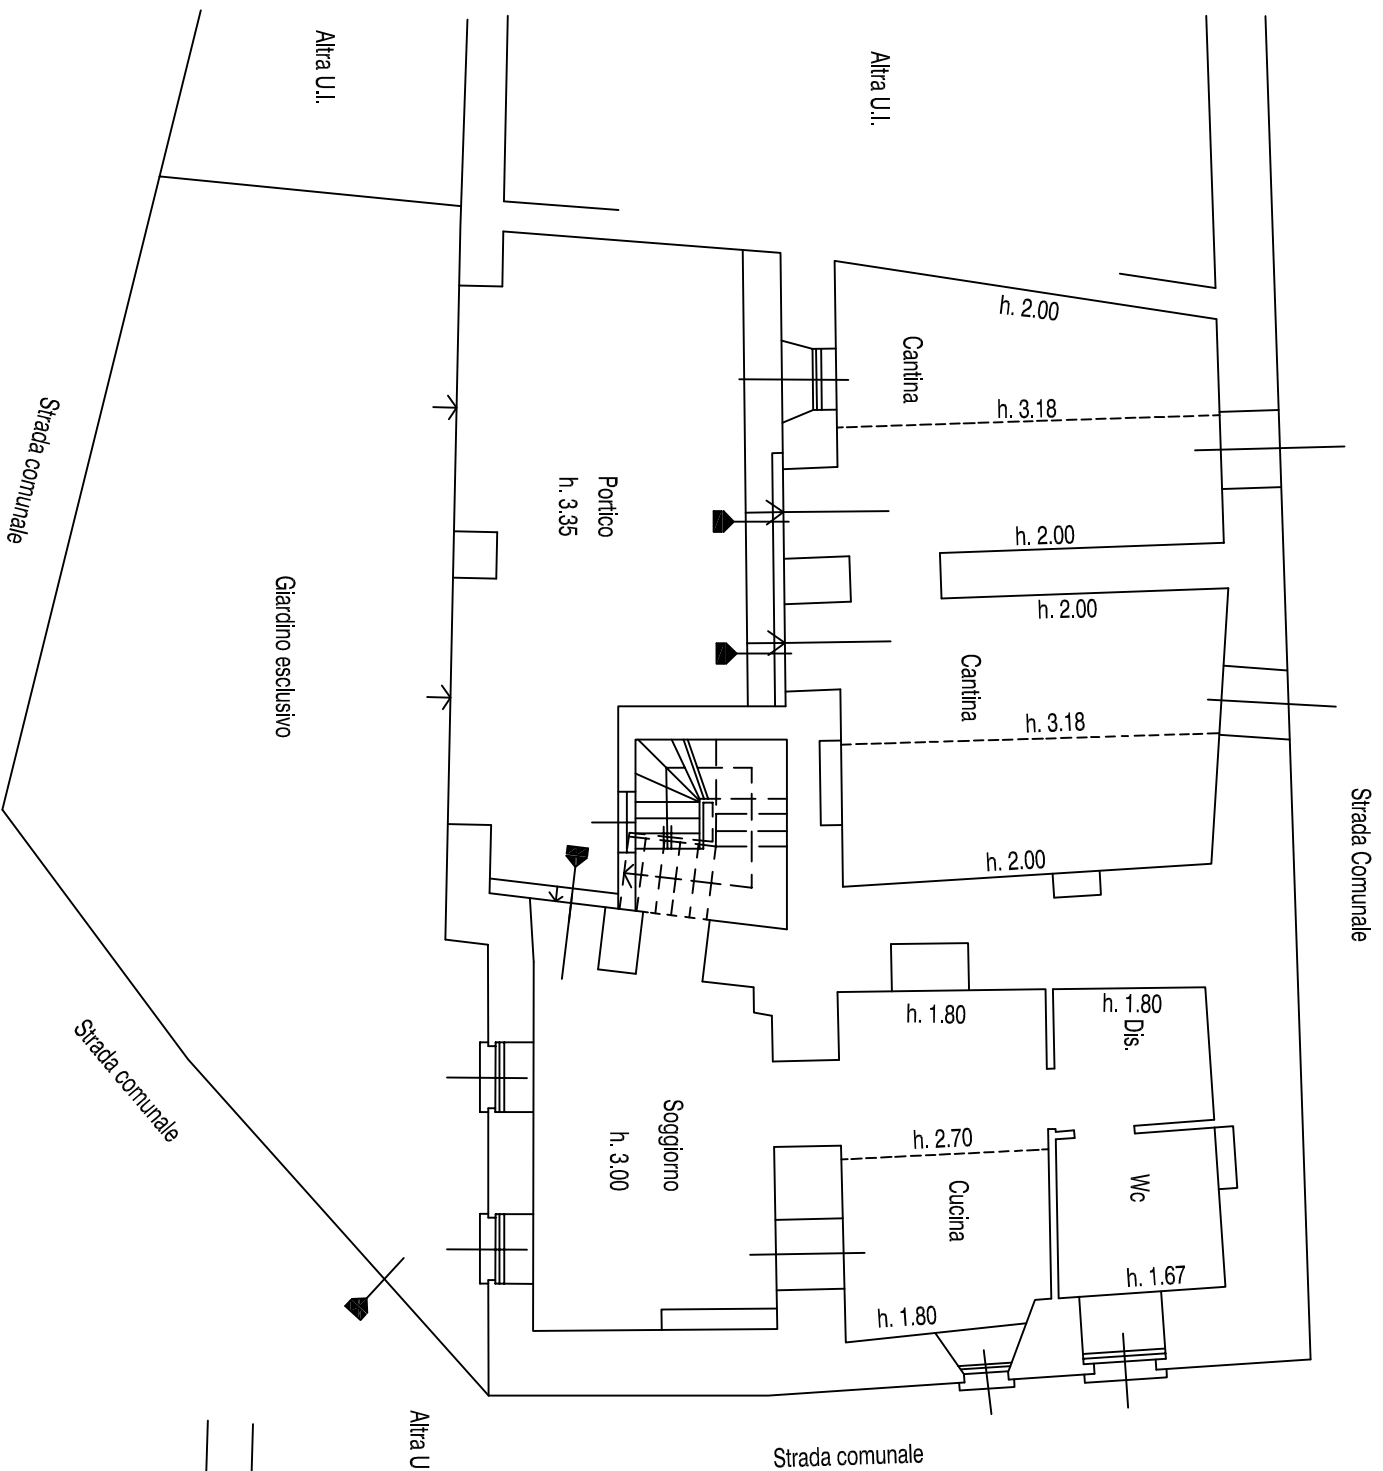 Altra U.I.
Altra U.I.
h. 2.00
Cantina
h. 3.18
Strada comunale
Portico
h. 3.35
h. 2.00
h. 2.00
Giardino esclusivo
Cantina
h. 3.18
Strada Comunale
h. 2.00
h. 1.80
Dis.
h. 1.80
Strada comunale
Soggiorno
h. 3.00
h. 2.70
Cucina
Wc
h. 1.67
h. 1.80
Altra U
Strada comunale